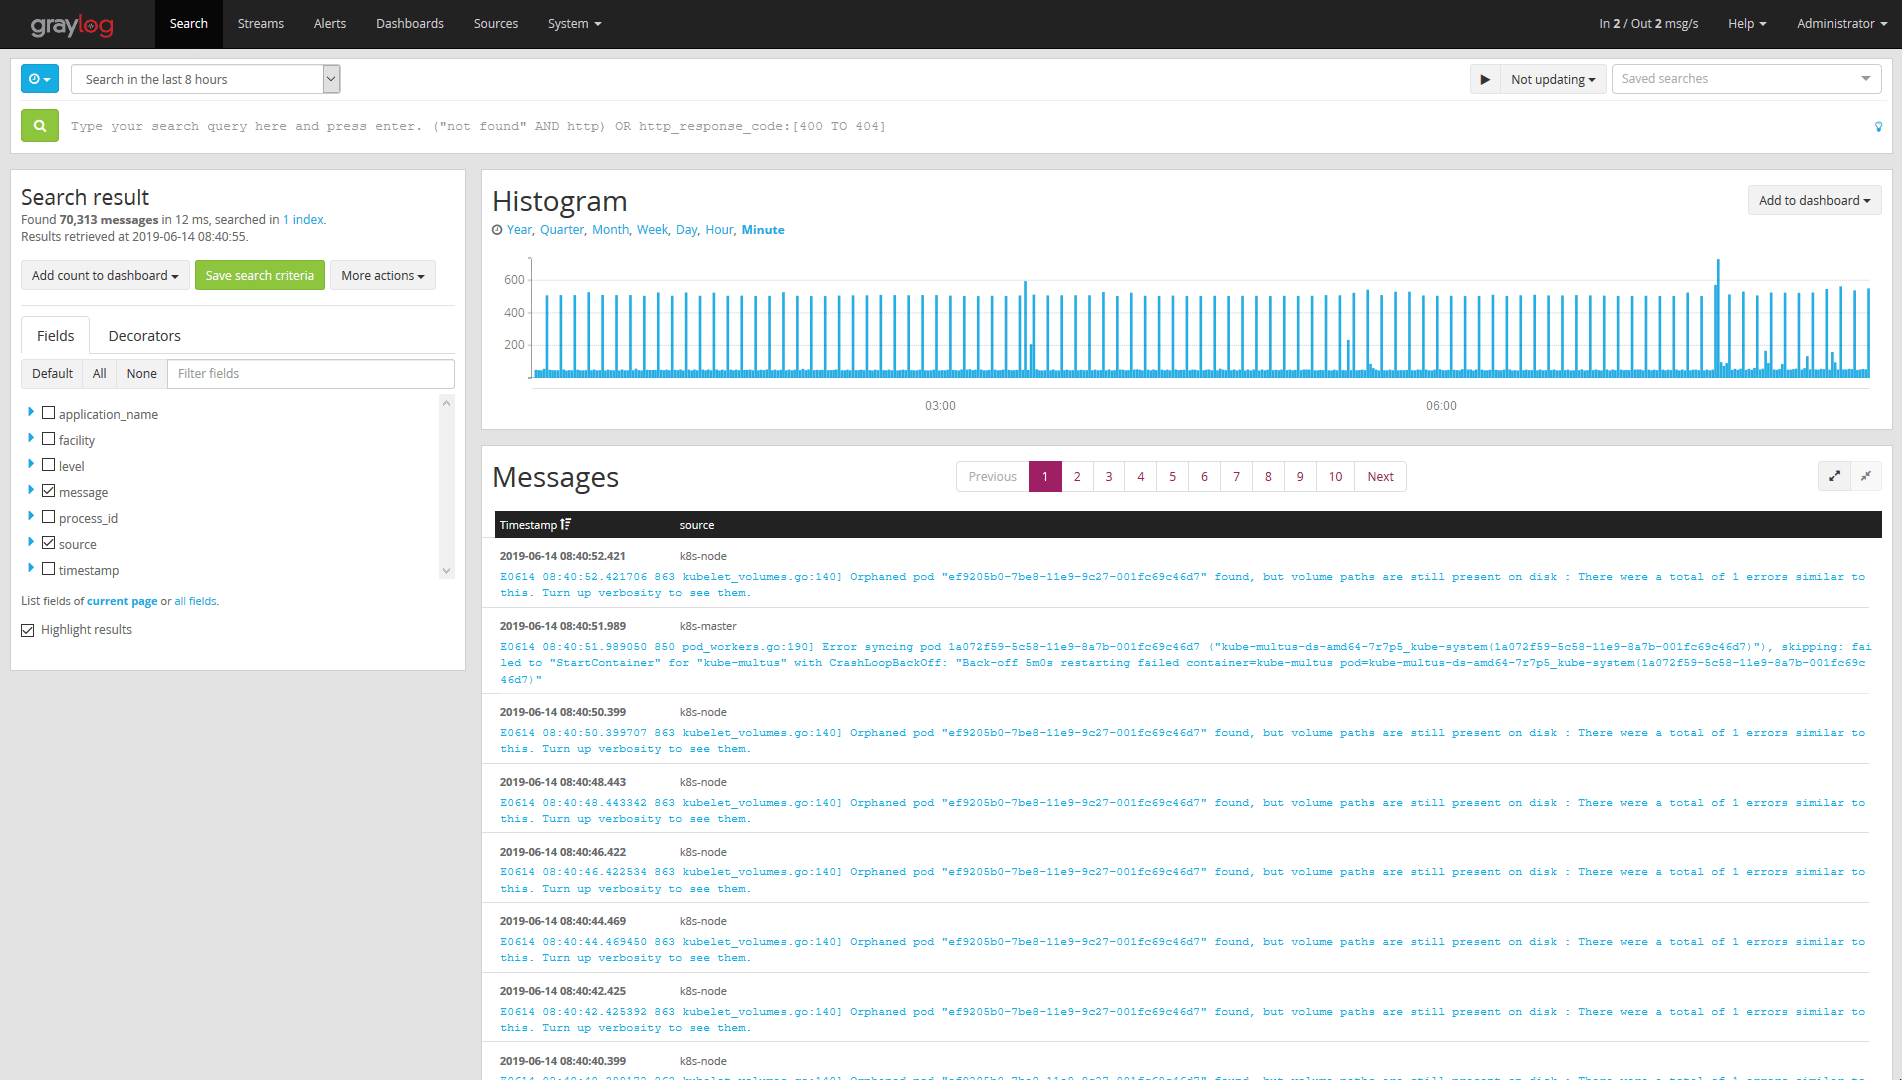 graylog
Search
Streams
Alerts
Dashboards
Sources
System
In 2 / Out 2 msg/s
Help
Administrator
Search in the last 8 hours
Not updating
Saved searches
Type your search query here and press enter. ("not found" AND http) OR http_response_code:[400 TO 404]
Search result
Found 70,313 messages in 12 ms, searched in 1 index.
Results retrieved at 2019-06-14 08:40:55.
Add count to dashboard
Save search criteria
More actions
Fields
Decorators
Default
All
None
Filter fields
application_name
facility
level
message
process_id
source
timestamp
List fields of current page or all fields.
Highlight results
Histogram
Add to dashboard
Year, Quarter, Month, Week, Day, Hour, Minute
600
400
200
03:00
06:00
Messages
Previous
1
2
3
4
5
6
7
8
9
10
Next
Timestamp
source
2019-06-14 08:40:52.421 k8s-node
E0614 08:40:52.421706 863 kubelet_volumes.go:140] Orphaned pod "ef9205b0-7be8-11e9-9c27-001fc69c46d7" found, but volume paths are still present on disk : There were a total of 1 errors similar to
this. Turn up verbosity to see them.
2019-06-14 08:40:51.989 k8s-master
E0614 08:40:51.989050 850 pod_workers.go:190] Error syncing pod 1a072f59-5c58-11e9-8a7b-001fc69c46d7 ("kube-multus-ds-amd64-7r7p5_kube-system(1a072f59-5c58-11e9-8a7b-001fc69c46d7)"), skipping: fai
led to "StartContainer" for "kube-multus" with CrashLoopBackOff: "Back-off 5m0s restarting failed container=kube-multus pod=kube-multus-ds-amd64-7r7p5_kube-system(1a072f59-5c58-11e9-8a7b-001fc69c
46d7)"
2019-06-14 08:40:50.399 k8s-node
E0614 08:40:50.399707 863 kubelet_volumes.go:140] Orphaned pod "ef9205b0-7be8-11e9-9c27-001fc69c46d7" found, but volume paths are still present on disk : There were a total of 1 errors similar to
this. Turn up verbosity to see them.
2019-06-14 08:40:48.443 k8s-node
E0614 08:40:48.443342 863 kubelet_volumes.go:140] Orphaned pod "ef9205b0-7be8-11e9-9c27-001fc69c46d7" found, but volume paths are still present on disk : There were a total of 1 errors similar to
this. Turn up verbosity to see them.
2019-06-14 08:40:46.422 k8s-node
E0614 08:40:46.422534 863 kubelet_volumes.go:140] Orphaned pod "ef9205b0-7be8-11e9-9c27-001fc69c46d7" found, but volume paths are still present on disk : There were a total of 1 errors similar to
this. Turn up verbosity to see them.
2019-06-14 08:40:44.469 k8s-node
E0614 08:40:44.469450 863 kubelet_volumes.go:140] Orphaned pod "ef9205b0-7be8-11e9-9c27-001fc69c46d7" found, but volume paths are still present on disk : There were a total of 1 errors similar to
this. Turn up verbosity to see them.
2019-06-14 08:40:42.425 k8s-node
E0614 08:40:42.425392 863 kubelet_volumes.go:140] Orphaned pod "ef9205b0-7be8-11e9-9c27-001fc69c46d7" found, but volume paths are still present on disk : There were a total of 1 errors similar to
this. Turn up verbosity to see them.
2019-06-14 08:40:40.399 k8s-node